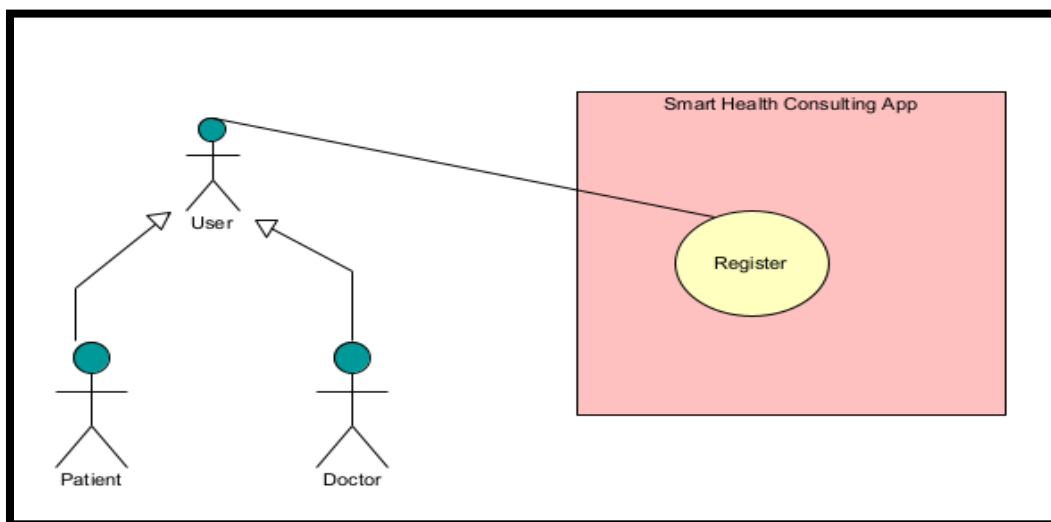 Smart Health Consulting App
User
Register
Patient
Doctor